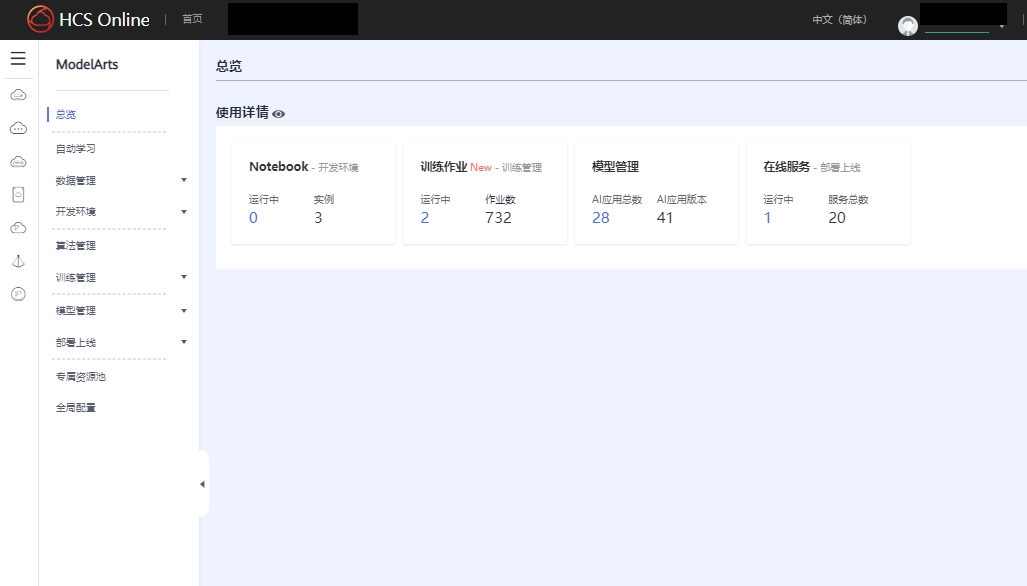 HCS Online | 首页 中文（简体）
ModelArts
总览
自动学习
数据管理
开发环境
算法管理
训练管理
模型管理
部署上线
专属资源池
全局配置
总览
使用详情
Notebook - 开发环境
运行中 实例
0 3
训练作业 New - 训练管理
运行中 作业数
2 732
模型管理
AI应用总数 AI应用版本
28 41
在线服务 - 部署上线
运行中 服务总数
1 20